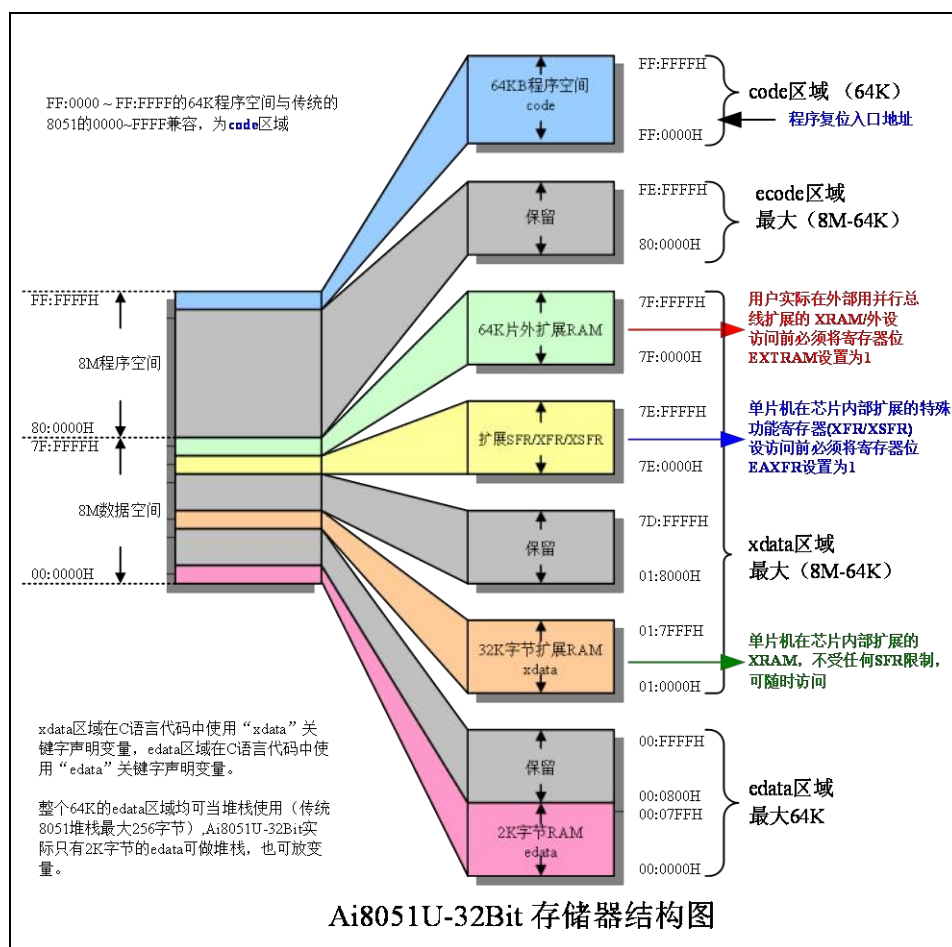 FF:0000～FF:FFFF的64K程序空间与传统的
8051的0000~FFFF兼容，为code区域
FF:FFFFH
8M程序空间
80:0000H
7F:FFFFH
8M数据空间
00:0000H
64KB程序空间
code
FF:FFFFH
FF:0000H
code区域（64K）
程序复位入口地址
保留
FE:FFFFH
80:0000H
ecode区域
最大（8M-64K）
64K片外扩展RAM
7F:FFFFH
7F:0000H
用户实际在外部用并行总
线扩展的 XRAM/外设
访问前必须将寄存器位
EXTRAM设置为1
扩展SFR/XFR/XSFR
7E:FFFFH
7E:0000H
单片机在芯片内部扩展的特殊
功能寄存器(XFR/XSFR)
设访问前必须将寄存器位
EAXFR设置为1
保留
7D:FFFFH
01:8000H
xdata区域
最大（8M-64K）
32K字节扩展RAM
xdata
01:7FFFH
01:0000H
单片机在芯片内部扩展的
XRAM，不受任何SFR限制，
可随时访问
保留
00:FFFFH
00:0800H
2K字节RAM
edata
00:07FFH
00:0000H
edata区域
最大64K
xdata区域在C语言代码中使用“xdata”关
键字声明变量，edata区域在C语言代码中使
用“edata”关键字声明变量。
整个64K的edata区域均可当堆栈使用（传统
8051堆栈最大256字节）,Ai8051U-32Bit实
际只有2K字节的edata可做堆栈，也可放变
量。
Ai8051U-32Bit 存储器结构图